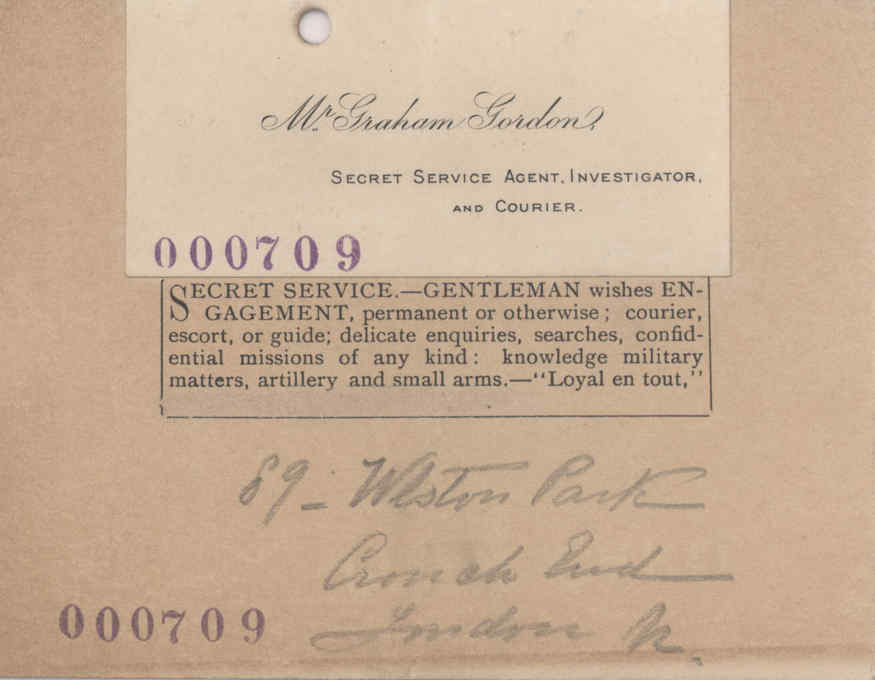 Mr. Graham Gordon,
SECRET SERVICE AGENT, INVESTIGATOR,
AND COURIER.
000709
SECRET SERVICE.—GENTLEMAN wishes EN-
GAGEMENT, permanent or otherwise; courier,
escort, or guide; delicate enquiries, searches, confid-
ential missions of any kind: knowledge military
matters, artillery and small arms.—“Loyal en tout,”
89 - Weston Park
Crouch End
London N.
000709